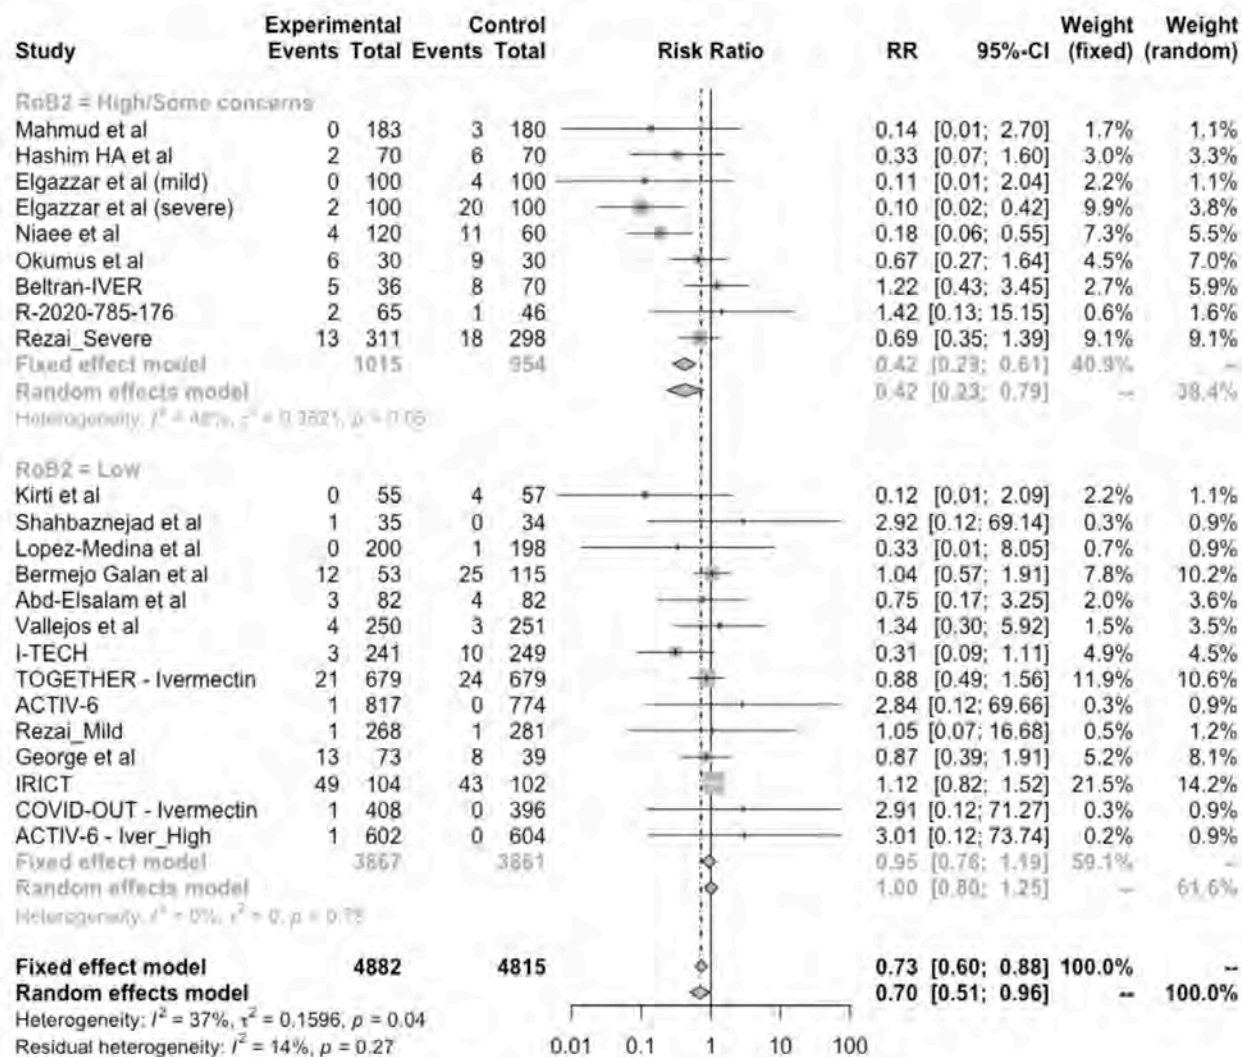 Experimental Control Weight Weight
Study Events Total Events Total Risk Ratio RR 95%-CI (fixed) (random)
RoB2 = High/Some concerns
Mahmud et al 0 183 3 180 0.14 [0.01; 2.70] 1.7% 1.1%
Hashim HA et al 2 70 6 70 0.33 [0.07; 1.60] 3.0% 3.3%
Elgazzar et al (mild) 0 100 4 100 0.11 [0.01; 2.04] 2.2% 1.1%
Elgazzar et al (severe) 2 100 20 100 0.10 [0.02; 0.42] 9.9% 3.8%
Niaee et al 4 120 11 60 0.18 [0.06; 0.55] 7.3% 5.5%
Okumus et al 6 30 9 30 0.67 [0.27; 1.64] 4.5% 7.0%
Beltran-IVER 5 36 8 70 1.22 [0.43; 3.45] 2.7% 5.9%
R-2020-785-176 2 65 1 46 1.42 [0.13; 15.15] 0.6% 1.6%
Rezai_Severe 13 311 18 298 0.69 [0.35; 1.39] 9.1% 9.1%
Fixed effect model 1015 954 0.42 [0.29; 0.61] 40.9% --
Random effects model 0.42 [0.23; 0.79] -- 38.4%
Heterogeneity: I² = 48%, τ² = 0.3621, p = 0.05
RoB2 = Low
Kirti et al 0 55 4 57 0.12 [0.01; 2.09] 2.2% 1.1%
Shahbaznejad et al 1 35 0 34 2.92 [0.12; 69.14] 0.3% 0.9%
Lopez-Medina et al 0 200 1 198 0.33 [0.01; 8.05] 0.7% 0.9%
Bermejo Galan et al 12 53 25 115 1.04 [0.57; 1.91] 7.8% 10.2%
Abd-Elsalam et al 3 82 4 82 0.75 [0.17; 3.25] 2.0% 3.6%
Vallejos et al 4 250 3 251 1.34 [0.30; 5.92] 1.5% 3.5%
I-TECH 3 241 10 249 0.31 [0.09; 1.11] 4.9% 4.5%
TOGETHER - Ivermectin 21 679 24 679 0.88 [0.49; 1.56] 11.9% 10.6%
ACTIV-6 1 817 0 774 2.84 [0.12; 69.66] 0.3% 0.9%
Rezai_Mild 1 268 1 281 1.05 [0.07; 16.68] 0.5% 1.2%
George et al 13 73 8 39 0.87 [0.39; 1.91] 5.2% 8.1%
IRICT 49 104 43 102 1.12 [0.82; 1.52] 21.5% 14.2%
COVID-OUT - Ivermectin 1 408 0 396 2.91 [0.12; 71.27] 0.3% 0.9%
ACTIV-6 - Iver_High 1 602 0 604 3.01 [0.12; 73.74] 0.2% 0.9%
Fixed effect model 3867 3861 0.95 [0.76; 1.19] 59.1% --
Random effects model 1.00 [0.80; 1.25] -- 61.6%
Heterogeneity: I² = 0%, τ² = 0, p =
Fixed effect model 4882 4815 0.73 [0.60; 0.88] 100.0% --
Random effects model 0.70 [0.51; 0.96] -- 100.0%
Heterogeneity: I² = 37%, τ² = 0.1596, p = 0.04
Residual heterogeneity: I² = 14%, p = 0.27 0.01 0.1 1 10 100